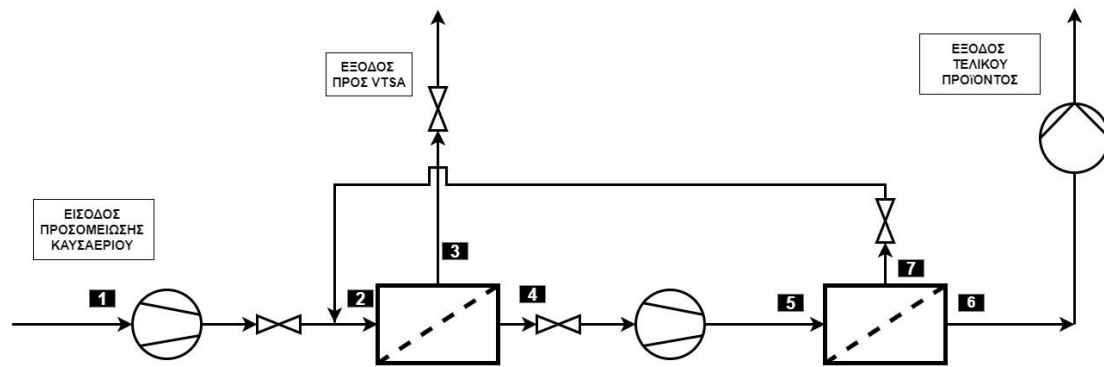 ΕΞΟΔΟΣ
ΠΡΟΣ VTSA
ΕΞΟΔΟΣ
ΤΕΛΙΚΟΥ
ΠΡΟΪΟΝΤΟΣ
ΕΙΣΟΔΟΣ
ΠΡΟΣΟΜΕΙΩΣΗΣ
ΚΑΥΣΑΕΡΙΟΥ
3
7
1
2
4
5
6